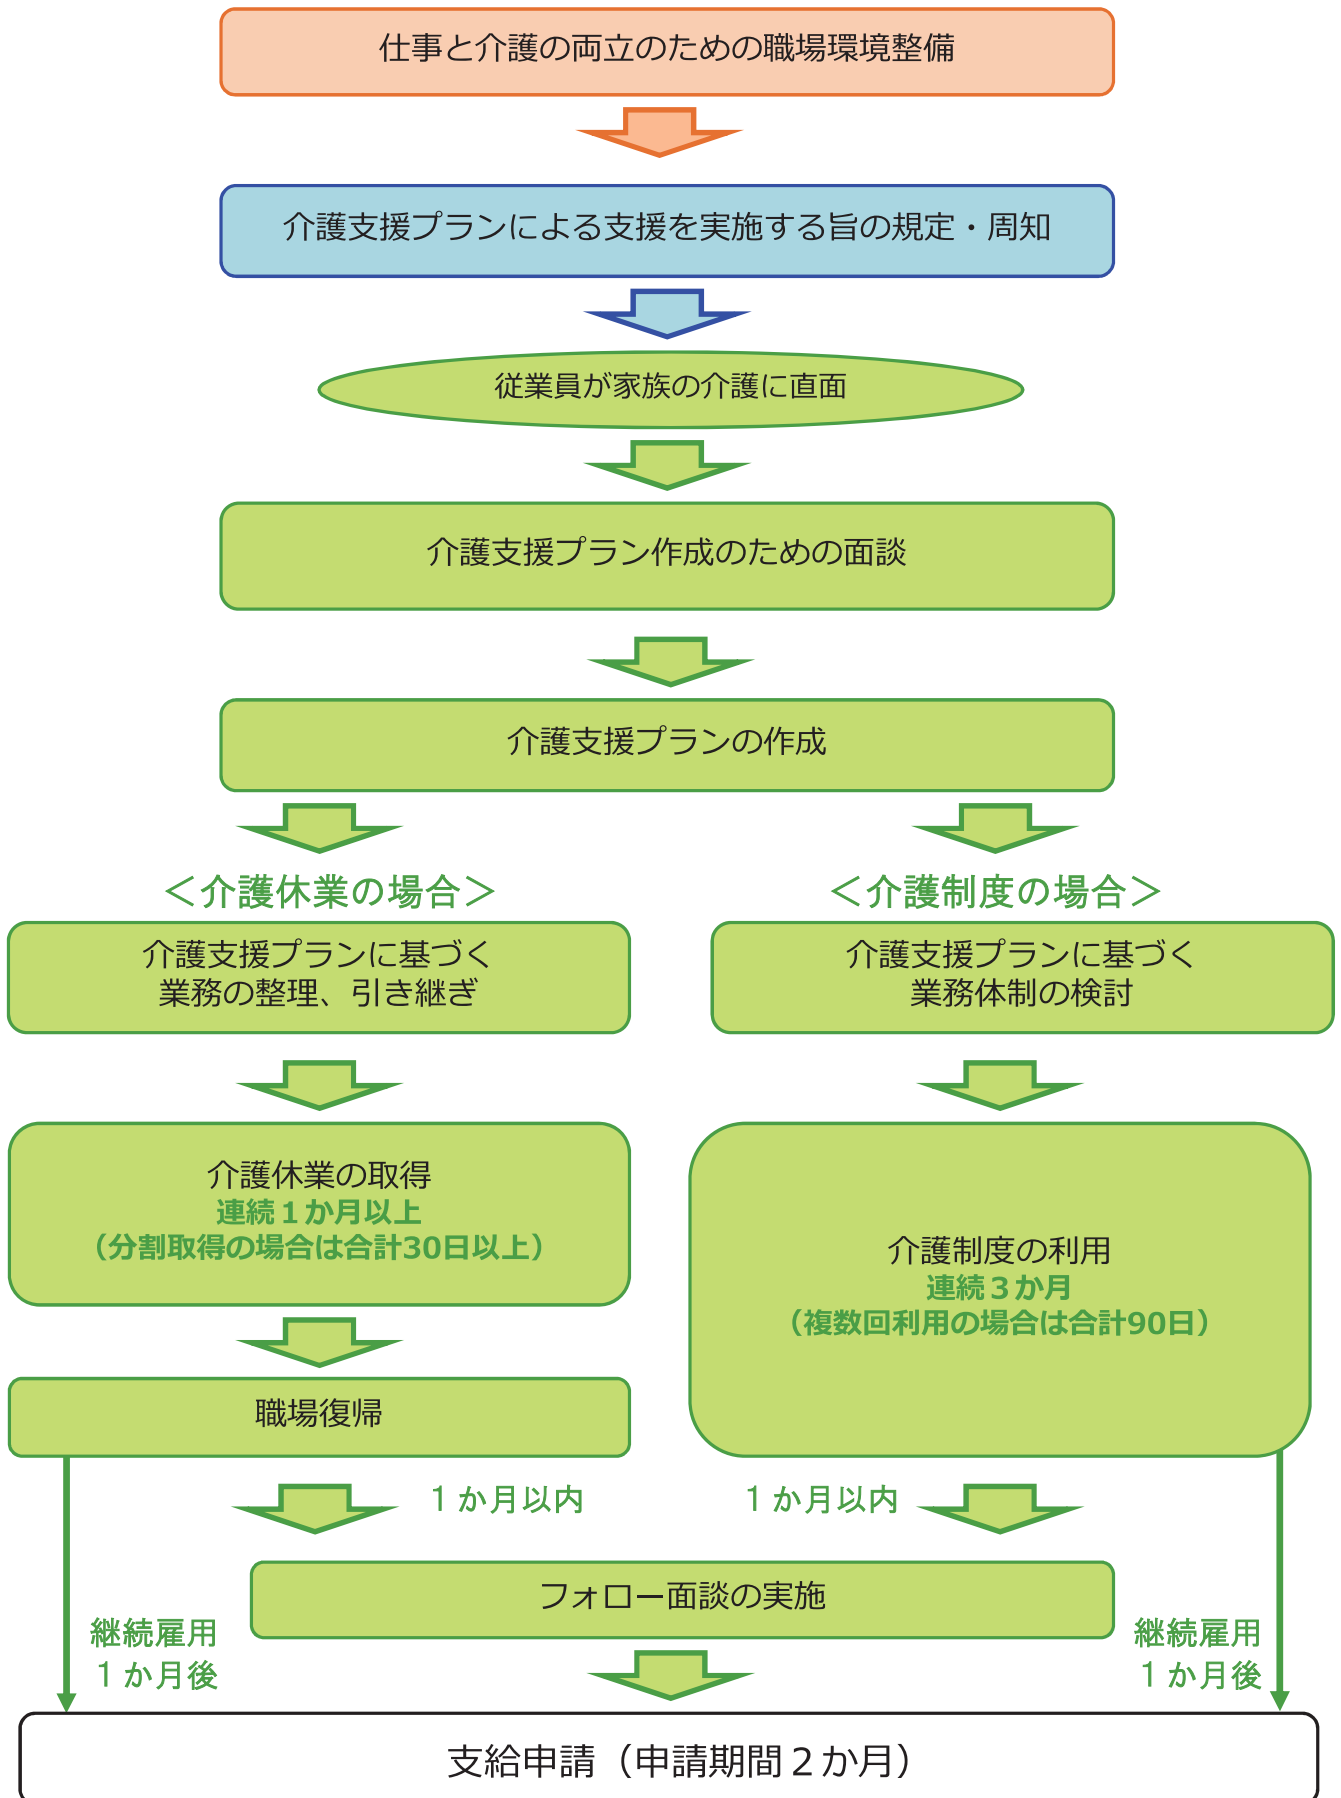 仕事と介護の両立のための職場環境整備
介護支援プランによる支援を実施する旨の規定・周知
従業員が家族の介護に直面
介護支援プラン作成のための面談
介護支援プランの作成
＜介護休業の場合＞
介護支援プランに基づく
業務の整理、引き継ぎ
介護休業の取得
連続１か月以上
（分割取得の場合は合計30日以上）
職場復帰
＜介護制度の場合＞
介護支援プランに基づく
業務体制の検討
介護制度の利用
連続３か月
（複数回利用の場合は合計90日）
１か月以内
１か月以内
フォロー面談の実施
継続雇用
１か月後
継続雇用
１か月後
支給申請（申請期間２か月）